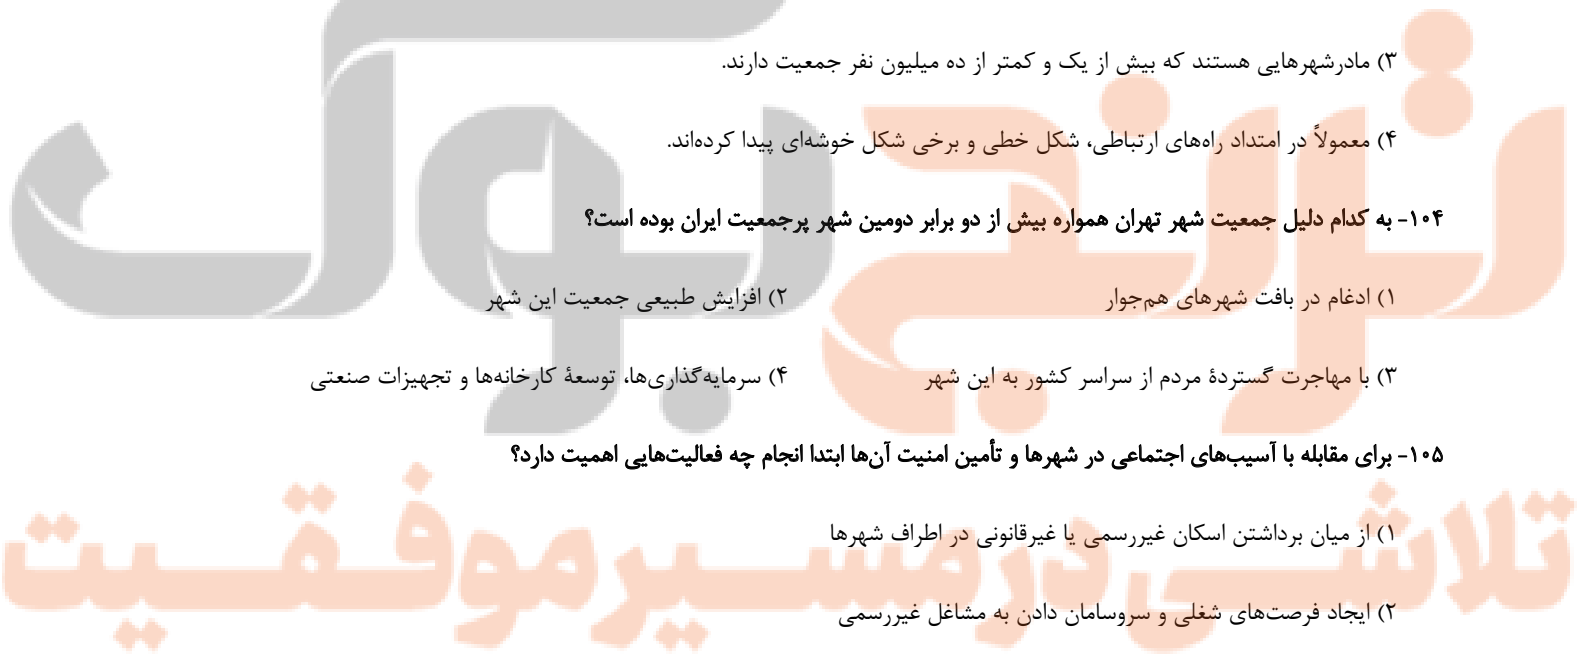 ۳) مادرشهرهایی هستند که بیش از یک و کمتر از ده میلیون نفر جمعیت دارند.
۴) معمولاً در امتداد راه‌های ارتباطی، شکل خطی و برخی شکل خوشه‌ای پیدا کرده‌اند.
۱۰۴- به کدام دلیل جمعیت شهر تهران همواره بیش از دو برابر دومین شهر پرجمعیت ایران بوده است؟
۱) ادغام در بافت شهرهای هم‌جوار ۲) افزایش طبیعی جمعیت این شهر
۳) با مهاجرت گستردهٔ مردم از سراسر کشور به این شهر ۴) سرمایه‌گذاری‌ها، توسعهٔ کارخانه‌ها و تجهیزات صنعتی
۱۰۵- برای مقابله با آسیب‌های اجتماعی در شهرها و تأمین امنیت آن‌ها ابتدا انجام چه فعالیت‌هایی اهمیت دارد؟
۱) از میان برداشتن اسکان غیررسمی یا غیرقانونی در اطراف شهرها
۲) ایجاد فرصت‌های شغلی و سروسامان دادن به مشاغل غیررسمی
ترنج بوک
تلاشی در مسیر موفقیت